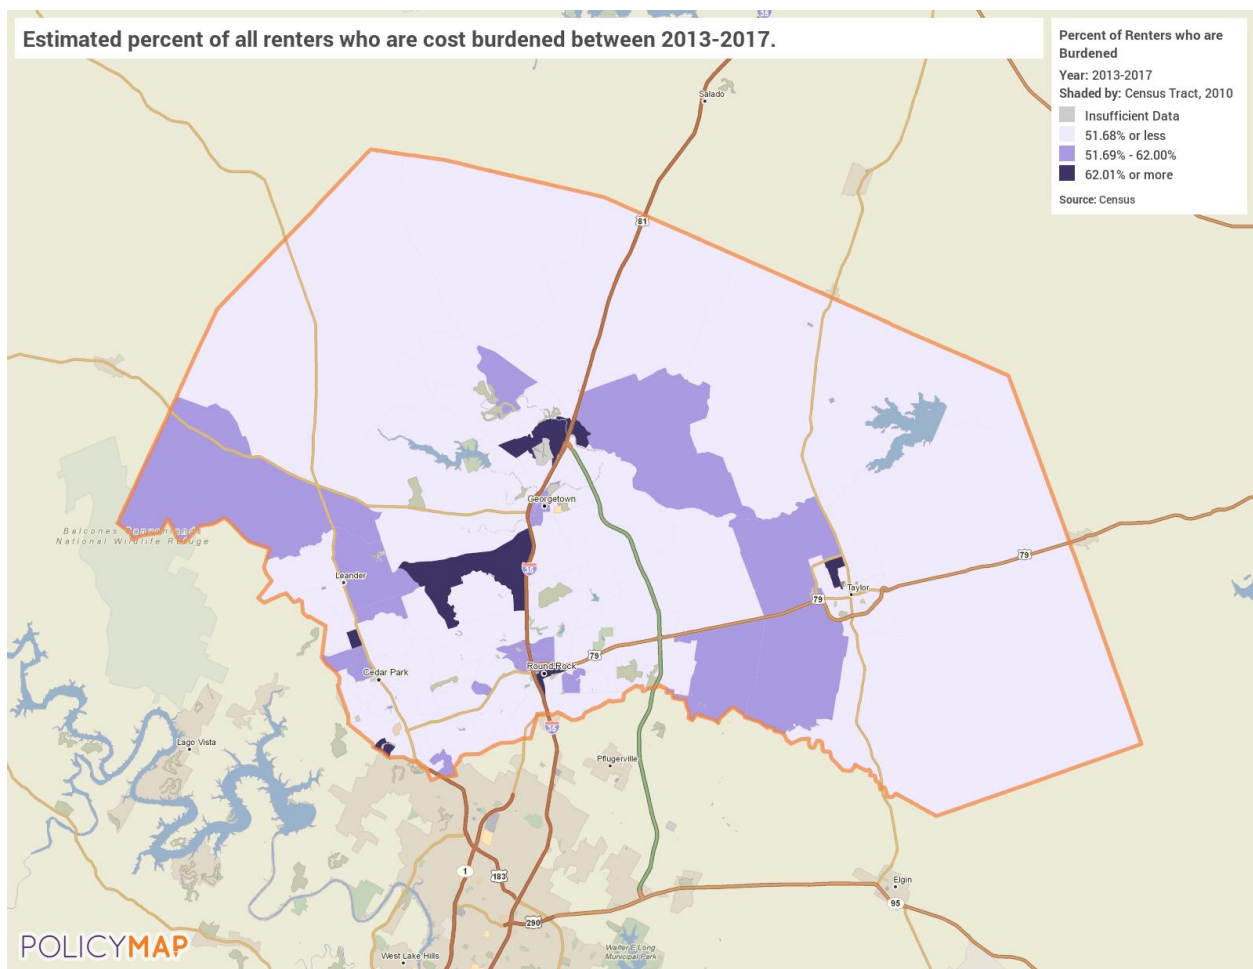 Estimated percent of all renters who are cost burdened between 2013-2017.
Percent of Renters who are
Burdened
Year: 2013-2017
Shaded by: Census Tract, 2010
Insufficient Data
51.68% or less
51.69% - 62.00%
62.01% or more
Source: Census
35
Salado
81
Georgetown
Balcones Canyonlands
National Wildlife Refuge
79
35
Leander
Taylor
79
79
Round Rock
Cedar Park
35
Lago Vista
Pflugerville
1
183
Elgin
95
290
Walter E Long
Municipal Park
West Lake Hills
POLICYMAP